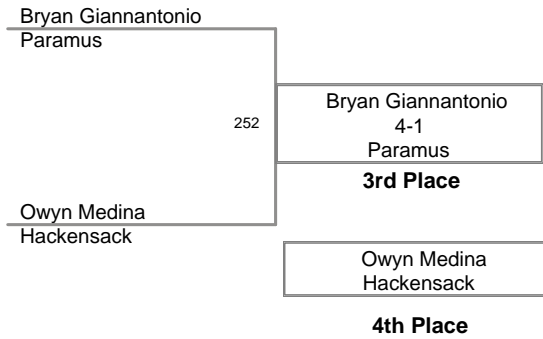 Bryan Giannantonio
Paramus
252
Bryan Giannantonio
4-1
Paramus
3rd Place
Owyn Medina
Hackensack
Owyn Medina
Hackensack
4th Place